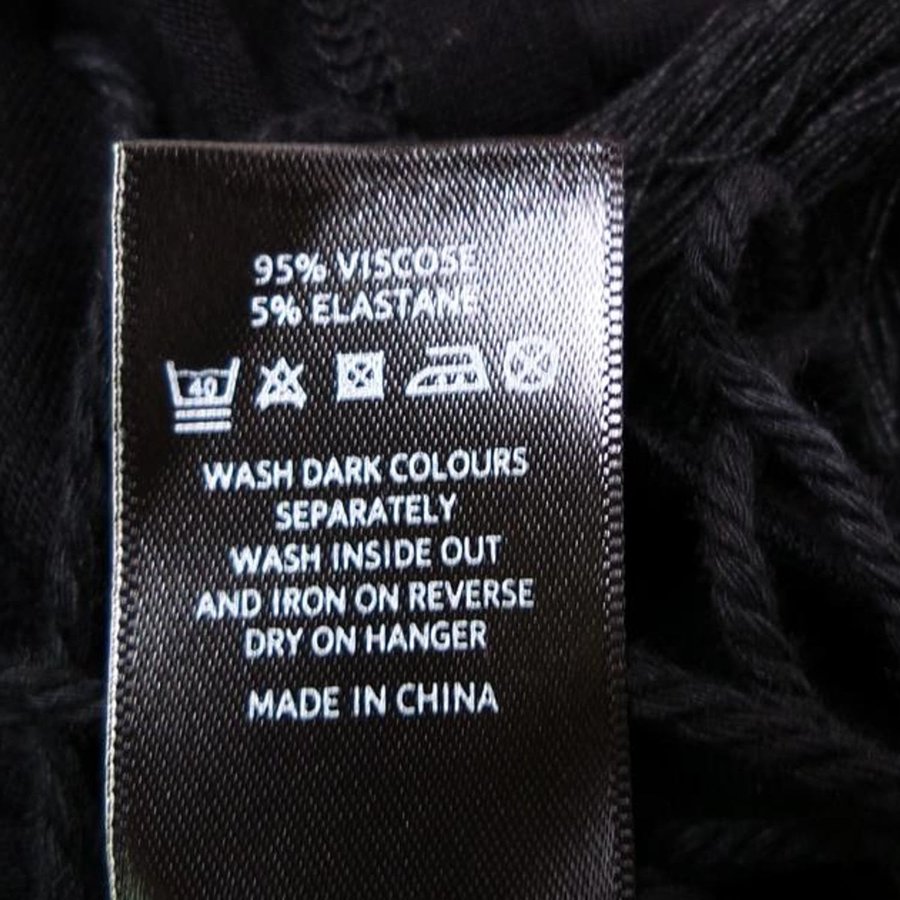 95% VISCOSE
5% ELASTANE
40
WASH DARK COLOURS
SEPARATELY
WASH INSIDE OUT
AND IRON ON REVERSE
DRY ON HANGER
MADE IN CHINA